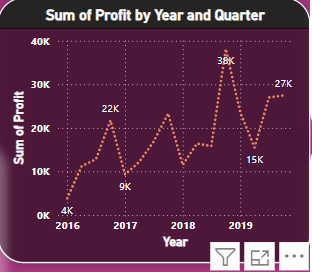 Sum of Profit by Year and Quarter
40K
30K
20K
10K
0K
Sum of Profit
4K
22K
9K
38K
15K
27K
2016
2017
2018
2019
Year